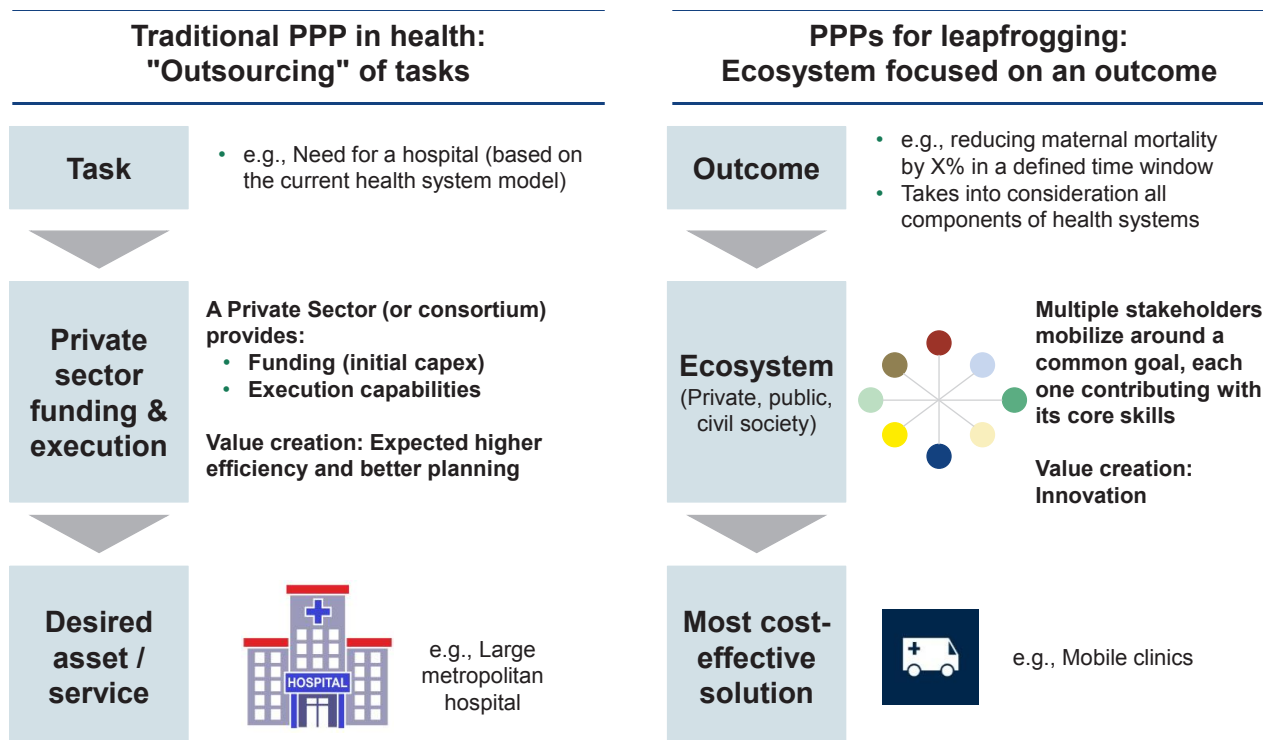 Traditional PPP in health:
"Outsourcing" of tasks
Task
• e.g., Need for a hospital (based on
the current health system model)
Private
sector
funding &
execution
A Private Sector (or consortium)
provides:
• Funding (initial capex)
• Execution capabilities
Value creation: Expected higher
efficiency and better planning
Desired
asset /
service
HOSPITAL
e.g., Large
metropolitan
hospital
PPPs for leapfrogging:
Ecosystem focused on an outcome
Outcome
• e.g., reducing maternal mortality
by X% in a defined time window
• Takes into consideration all
components of health systems
Ecosystem
(Private, public,
civil society)
Multiple stakeholders
mobilize around a
common goal, each
one contributing with
its core skills
Value creation:
Innovation
Most cost-
effective
solution
e.g., Mobile clinics